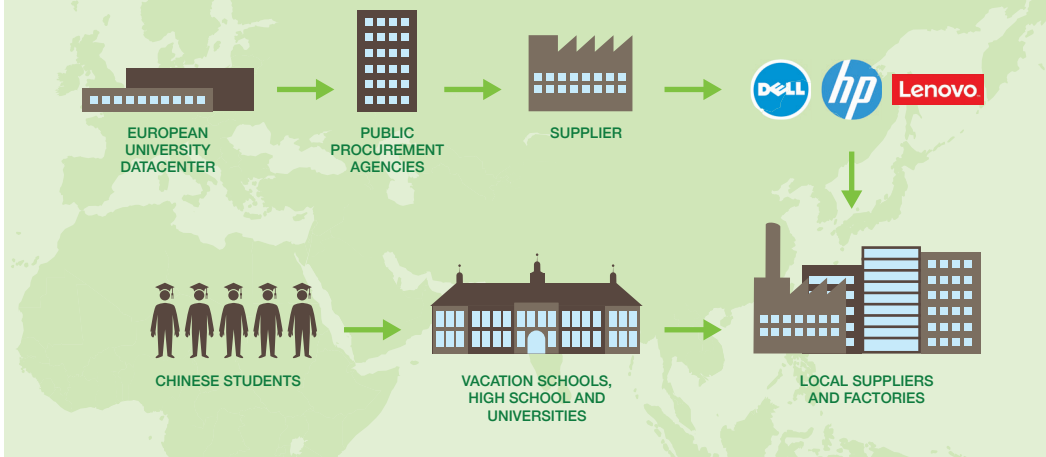 EUROPEAN
UNIVERSITY
DATACENTER
PUBLIC
PROCUREMENT
AGENCIES
SUPPLIER
DELL
hp
Lenovo
CHINESE STUDENTS
VACATION SCHOOLS,
HIGH SCHOOL AND
UNIVERSITIES
LOCAL SUPPLIERS
AND FACTORIES